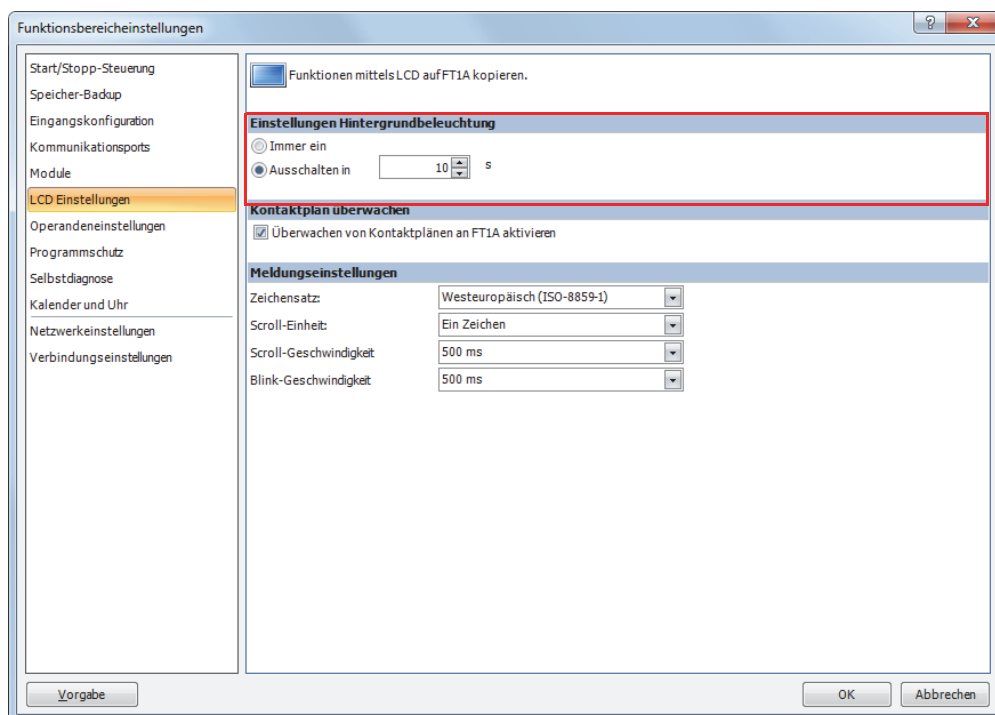 Funktionsbereicheinstellungen
Start/Stopp-Steuerung
Speicher-Backup
Eingangskonfiguration
Kommunikationsports
Module
LCD Einstellungen
Operandeneinstellungen
Programmschutz
Selbstdiagnose
Kalender und Uhr
Netzwerkeinstellungen
Verbindungseinstellungen
Funktionen mittels LCD auf FT1A kopieren.
Einstellungen Hintergrundbeleuchtung
Immer ein
Ausschalten in 10 s
Kontaktplan überwachen
Überwachen von Kontaktplänen an FT1A aktivieren
Meldungseinstellungen
Zeichensatz: Westeuropäisch (ISO-8859-1)
Scroll-Einheit: Ein Zeichen
Scroll-Geschwindigkeit 500 ms
Blink-Geschwindigkeit 500 ms
Vorgabe OK Abbrechen